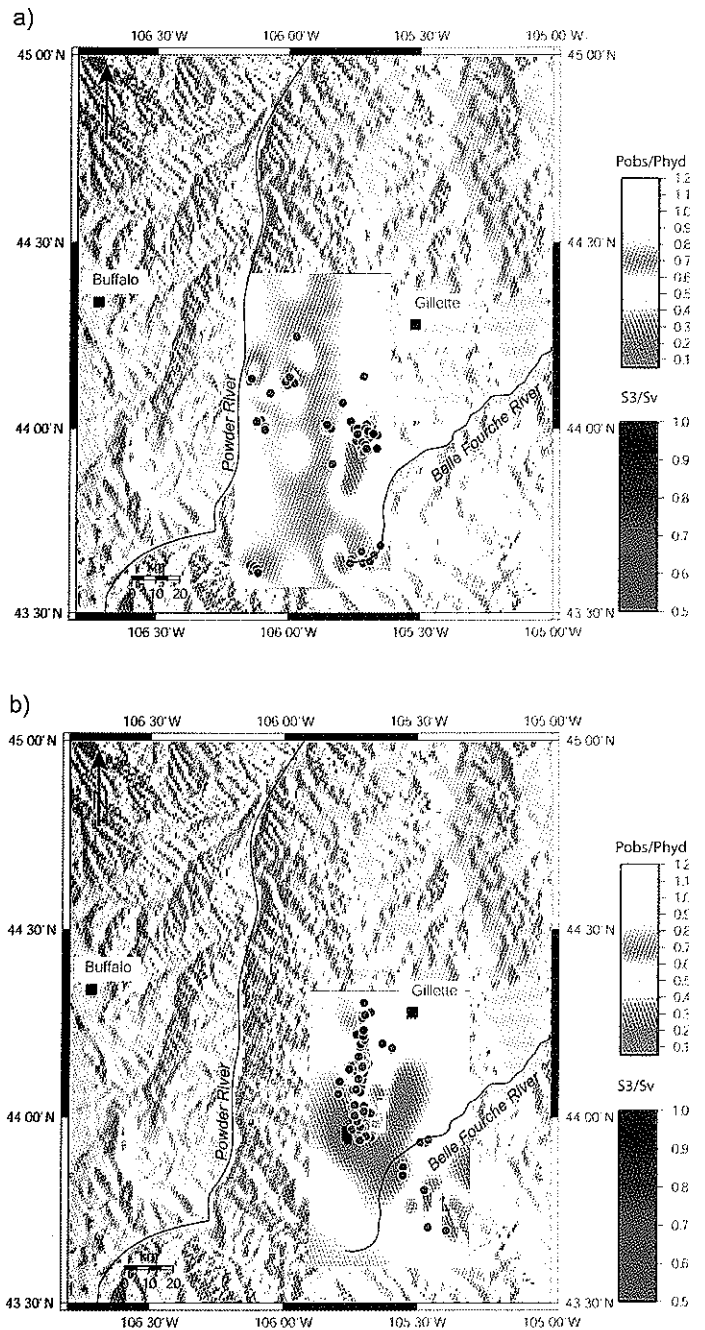 a)
106 30' W
106 00' W
105 30' W
105 00' W
45 00' N
45 00' N
44 30' N
44 30' N
44 00' N
44 00' N
43 30' N
43 30' N
Buffalo
Gillette
Powder River
Belle Fourche River
km
0 10 20
106 30' W
106 00' W
105 30' W
105 00' W
Pobs/Phyd
1.2
1.1
1.0
0.9
0.8
0.7
0.6
0.5
0.4
0.3
0.2
0.1
S3/Sv
1.0
0.9
0.8
0.7
0.6
0.5
b)
106 30' W
106 00' W
105 30' W
105 00' W
45 00' N
45 00' N
44 30' N
44 30' N
44 00' N
44 00' N
43 30' N
43 30' N
Buffalo
Gillette
Powder River
Belle Fourche River
km
0 10 20
106 30' W
106 00' W
105 30' W
105 00' W
Pobs/Phyd
1.2
1.1
1.0
0.9
0.8
0.7
0.6
0.5
0.4
0.3
0.2
0.1
S3/Sv
1.0
0.9
0.8
0.7
0.6
0.5